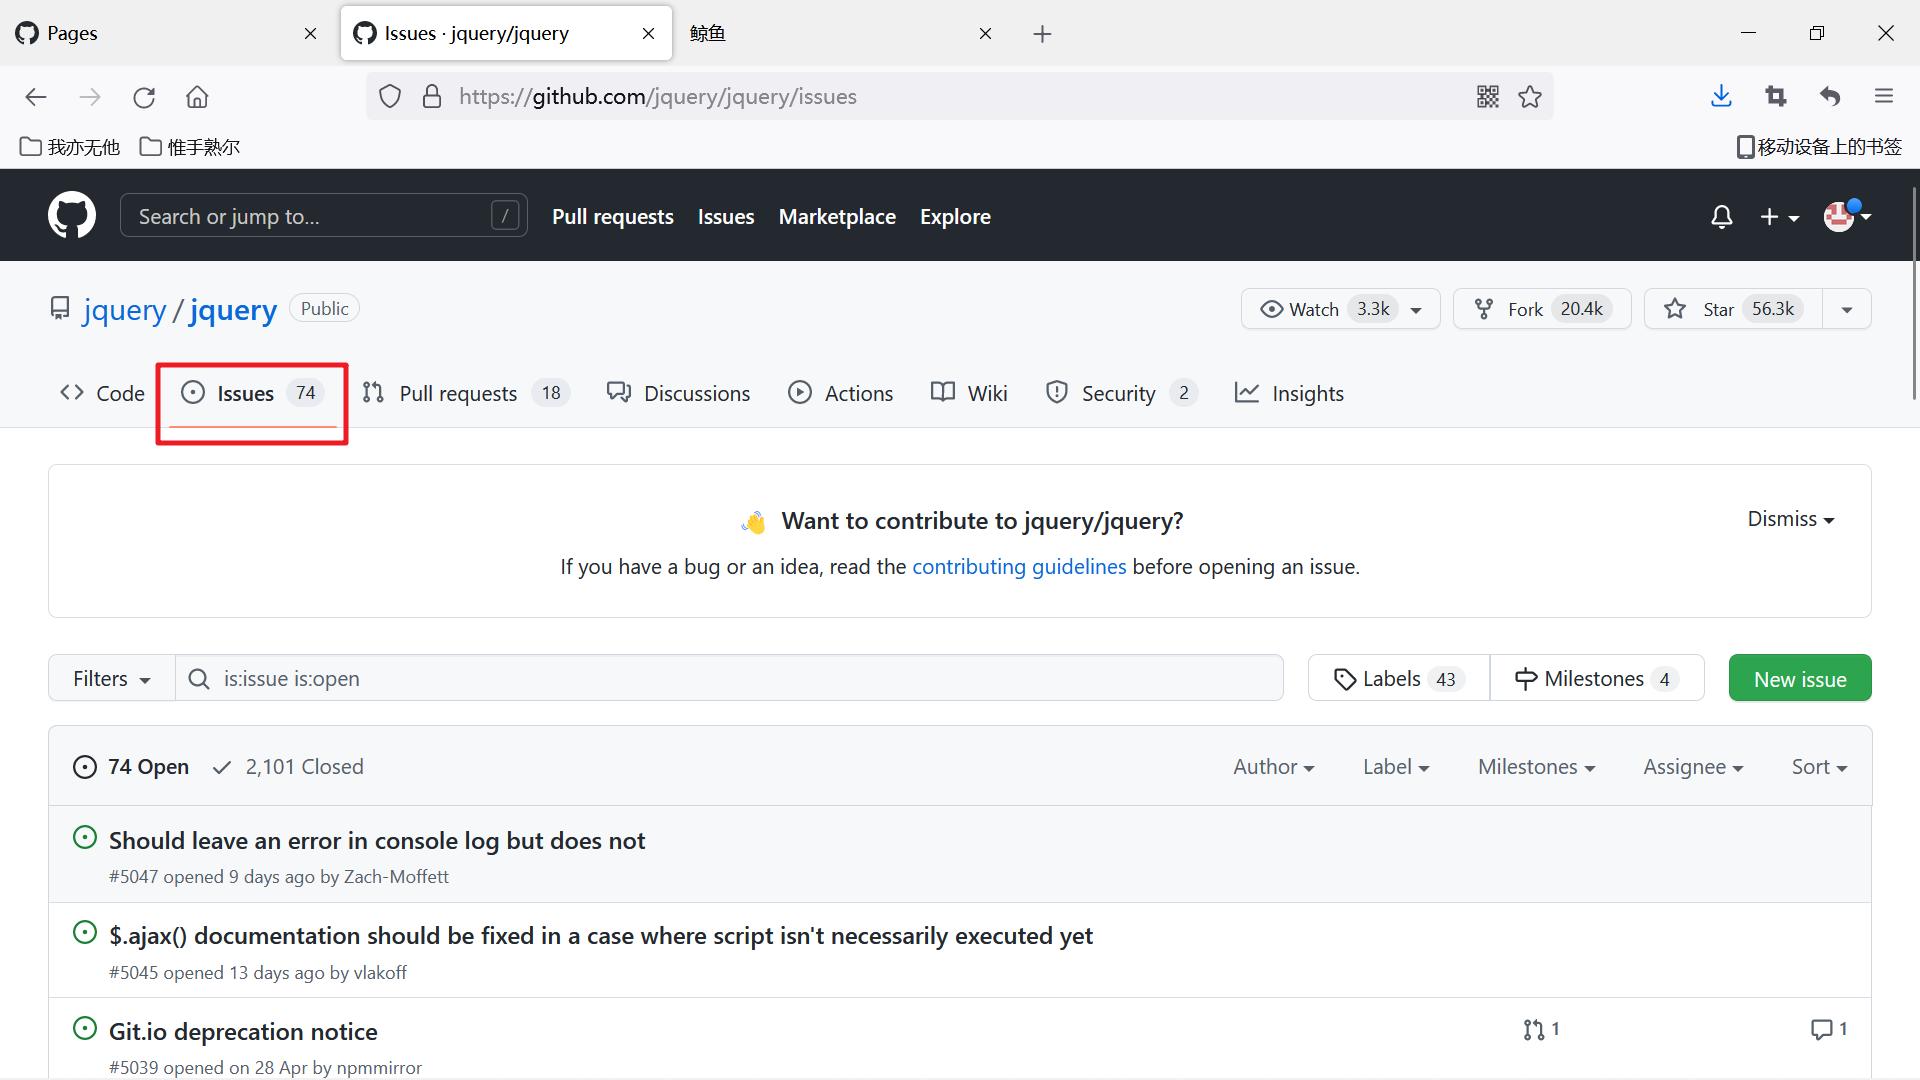 Pages
Issues · jquery/jquery
鲸鱼
https://github.com/jquery/jquery/issues
我亦无他
惟手熟尔
移动设备上的书签
Search or jump to...
/
Pull requests
Issues
Marketplace
Explore
jquery / jquery
Public
Watch 3.3k
Fork 20.4k
Star 56.3k
Code
Issues 74
Pull requests 18
Discussions
Actions
Wiki
Security 2
Insights
👋 Want to contribute to jquery/jquery?
Dismiss
If you have a bug or an idea, read the contributing guidelines before opening an issue.
Filters
is:issue is:open
Labels 43
Milestones 4
New issue
74 Open
2,101 Closed
Author
Label
Milestones
Assignee
Sort
Should leave an error in console log but does not
#5047 opened 9 days ago by Zach-Moffett
$.ajax() documentation should be fixed in a case where script isn't necessarily executed yet
#5045 opened 13 days ago by vlakoff
Git.io deprecation notice
1
1
#5039 opened on 28 Apr by npmmirror